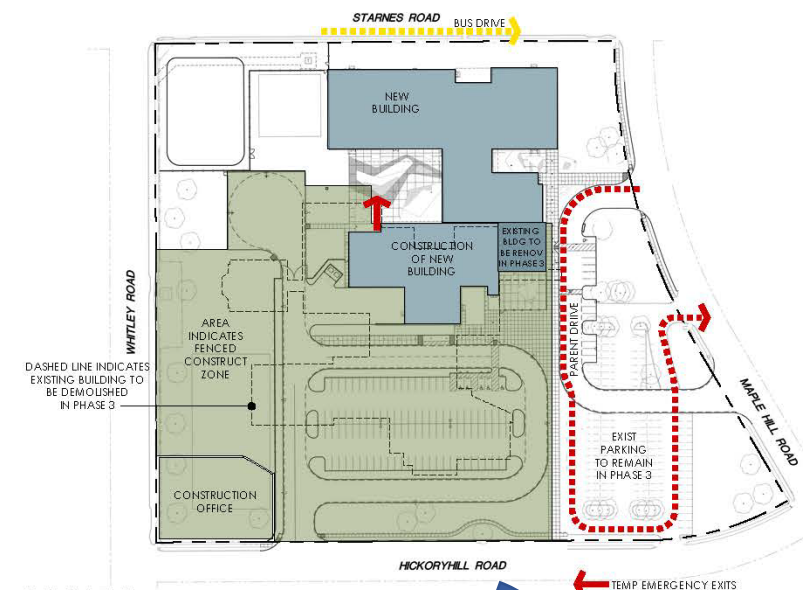 STARNES ROAD
BUS DRIVE
NEW
BUILDING
EXISTING
BLDG TO
BE RENOV
IN PHASE 3
CONSTRUCTION
OF NEW
BUILDING
WHITLEY ROAD
AREA
INDICATES
FENCED
CONSTRUCT
ZONE
DASHED LINE INDICATES
EXISTING BUILDING TO
BE DEMOLISHED
IN PHASE 3
PARENT DRIIVE
MAPLE HILL ROAD
EXIST
PARKING
TO REMAIN
IN PHASE 3
CONSTRUCTION
OFFICE
HICKORYHILL ROAD
TEMP EMERGENCY EXITS